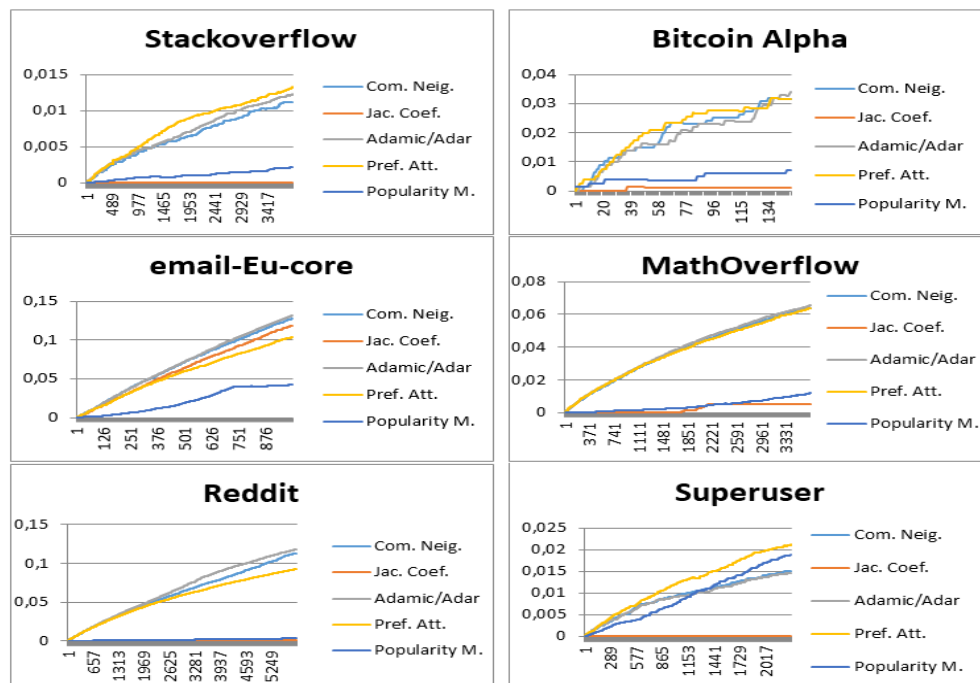 Stackoverflow
0,015
0,01
0,005
0
1 489 977 1465 1953 2441 2929 3417
Com. Neig.
Jac. Coef.
Adamic/Adar
Pref. Att.
Popularity M.
Bitcoin Alpha
0,04
0,03
0,02
0,01
0
1 20 39 58 77 96 115 134
Com. Neig.
Jac. Coef.
Adamic/Adar
Pref. Att.
Popularity M.
email-Eu-core
0,15
0,1
0,05
0
1 126 251 376 501 626 751 876
Com. Neig.
Jac. Coef.
Adamic/Adar
Pref. Att.
Popularity M.
MathOverflow
0,08
0,06
0,04
0,02
0
1 371 741 1111 1481 1851 2221 2591 2961 3331
Com. Neig.
Jac. Coef.
Adamic/Adar
Pref. Att.
Popularity M.
Reddit
0,15
0,1
0,05
0
1 657 1313 1969 2625 3281 3937 4593 5249
Com. Neig.
Jac. Coef.
Adamic/Adar
Pref. Att.
Popularity M.
Superuser
0,025
0,02
0,015
0,01
0,005
0
1 289 577 865 1153 1441 1729 2017
Com. Neig.
Jac. Coef.
Adamic/Adar
Pref. Att.
Popularity M.